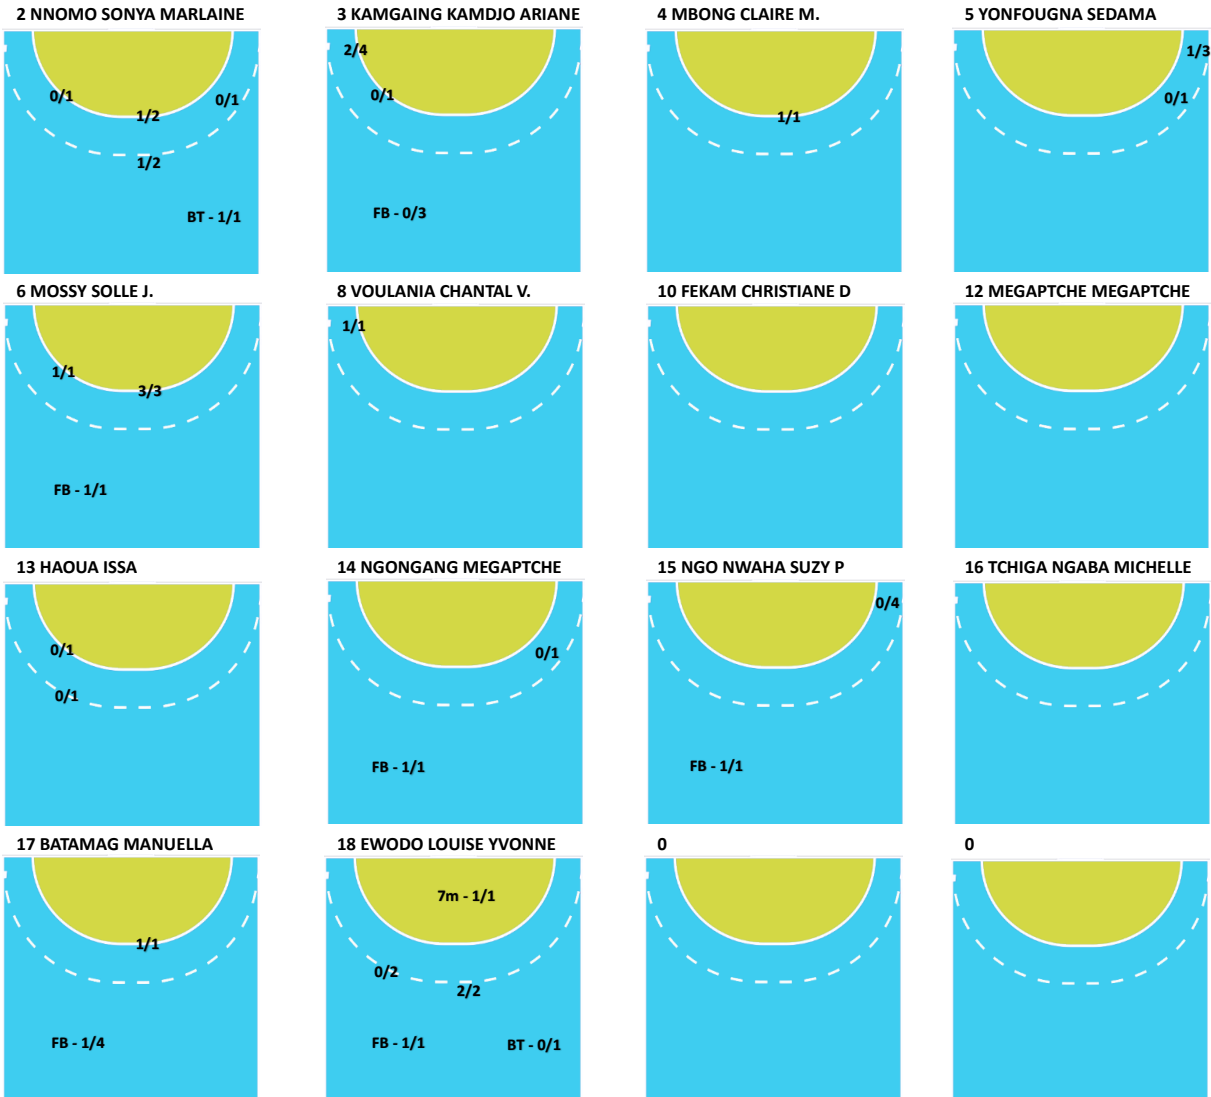 2 NNOMO SONYA MARLAINE
0/1
1/2
0/1
1/2
BT - 1/1
3 KAMGAING KAMDJO ARIANE
2/4
0/1
FB - 0/3
4 MBONG CLAIRE M.
1/1
5 YONFOUGNA SEDAMA
1/3
0/1
6 MOSSY SOLLE J.
1/1
3/3
FB - 1/1
8 VOULANIA CHANTAL V.
1/1
10 FEKAM CHRISTIANE D
12 MEGAPTCHE MEGAPTCHE
13 HAOUA ISSA
0/1
0/1
14 NGONGANG MEGAPTCHE
0/1
FB - 1/1
15 NGO NWAHA SUZY P
0/4
FB - 1/1
16 TCHIGA NGABA MICHELLE
17 BATAMAG MANUELLA
1/1
FB - 1/4
18 EWODO LOUISE YVONNE
7m - 1/1
0/2
2/2
FB - 1/1
BT - 0/1
0
0